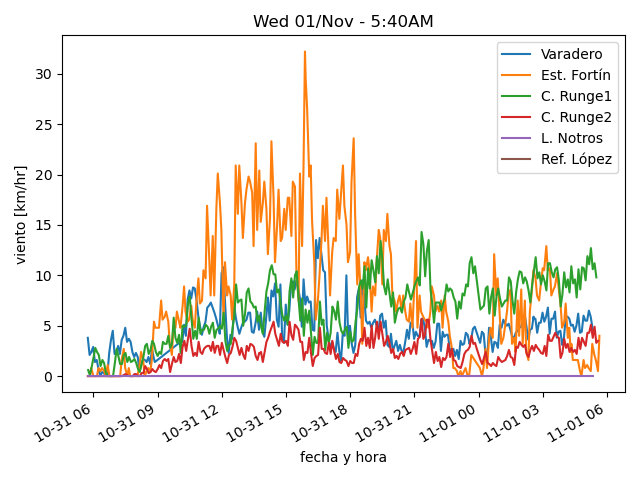 Wed 01/Nov - 5:40AM
Varadero
Est. Fortín
C. Runge1
C. Runge2
L. Notros
Ref. López
viento [km/hr]
30
25
20
15
10
5
0
10-31 06
10-31 09
10-31 12
10-31 15
10-31 18
10-31 21
11-01 00
11-01 03
11-01 06
fecha y hora